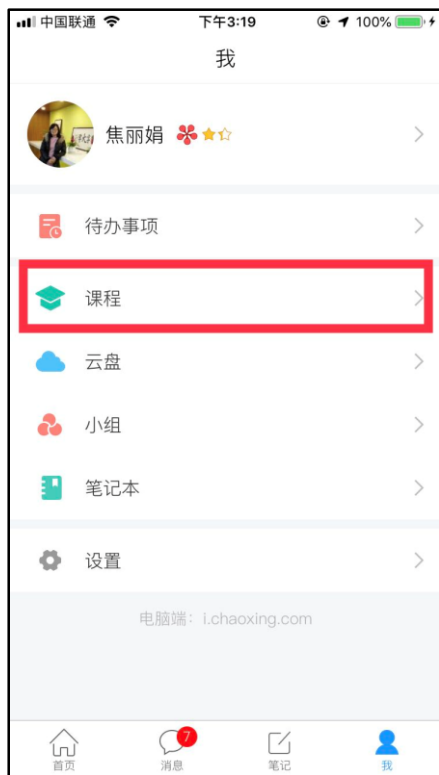 中国联通 下午3:19 100%
我
焦丽娟
待办事项
课程
云盘
小组
笔记本
设置
电脑端：i.chaoxing.com
7
首页 消息 笔记 我